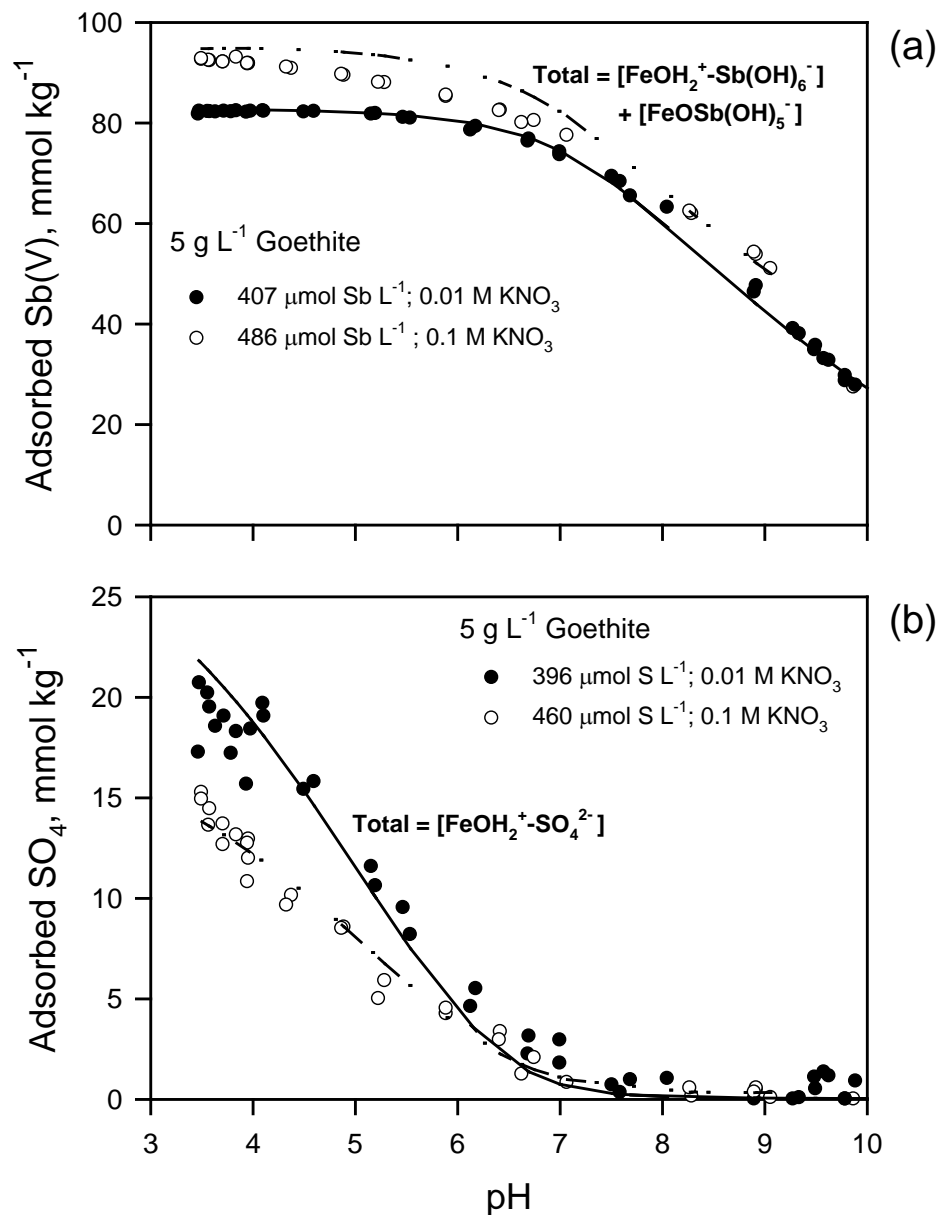 (a)
100
80
60
40
20
0
Adsorbed Sb(V), mmol kg⁻¹
Total = [FeOH₂⁺-Sb(OH)₆⁻]
+ [FeOSb(OH)₅⁻]
5 g L⁻¹ Goethite
407 μmol Sb L⁻¹; 0.01 M KNO₃
486 μmol Sb L⁻¹ ; 0.1 M KNO₃
(b)
25
20
15
10
5
0
Adsorbed SO₄, mmol kg⁻¹
5 g L⁻¹ Goethite
396 μmol S L⁻¹; 0.01 M KNO₃
460 μmol S L⁻¹; 0.1 M KNO₃
Total = [FeOH₂⁺-SO₄²⁻ ]
3 4 5 6 7 8 9 10
pH